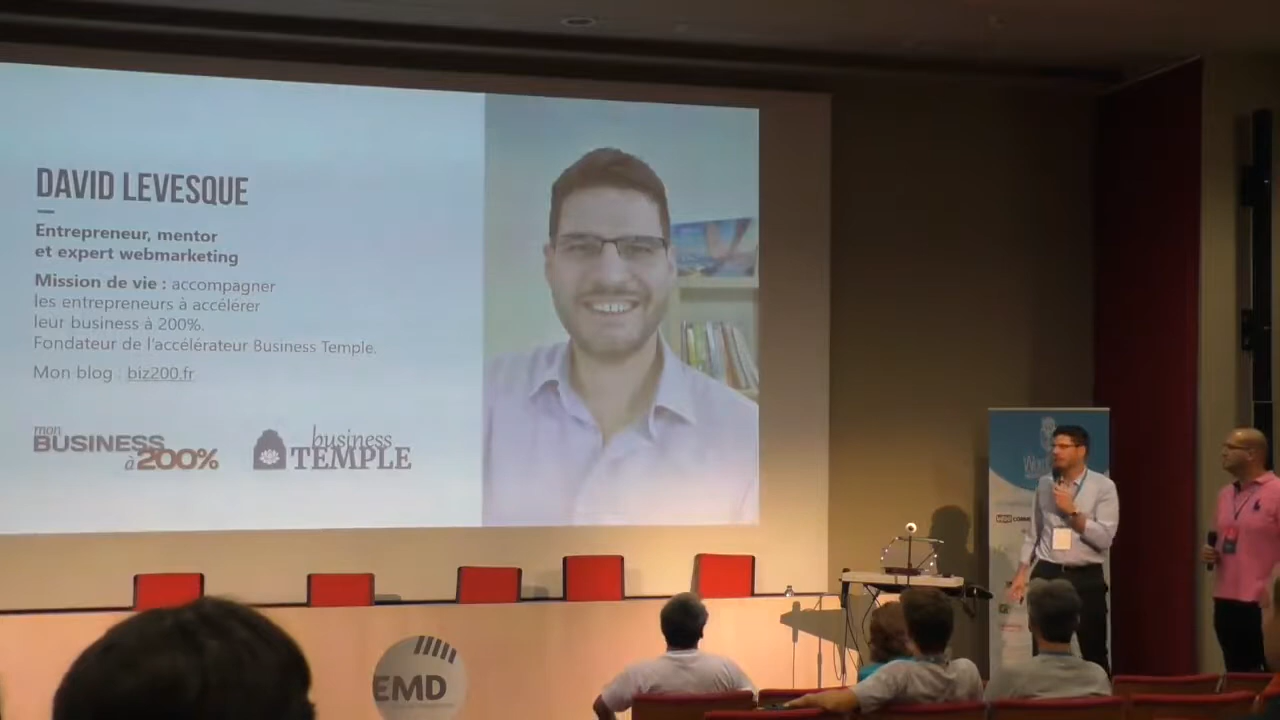 DAVID LEVESQUE
Entrepreneur, mentor
et expert webmarketing
Mission de vie : accompagner
les entrepreneurs à accélérer
leur business à 200%.
Fondateur de l'accélérateur Business Temple.
Mon blog : biz200.fr
mon
BUSINESS
à 200%
business
TEMPLE
EMD